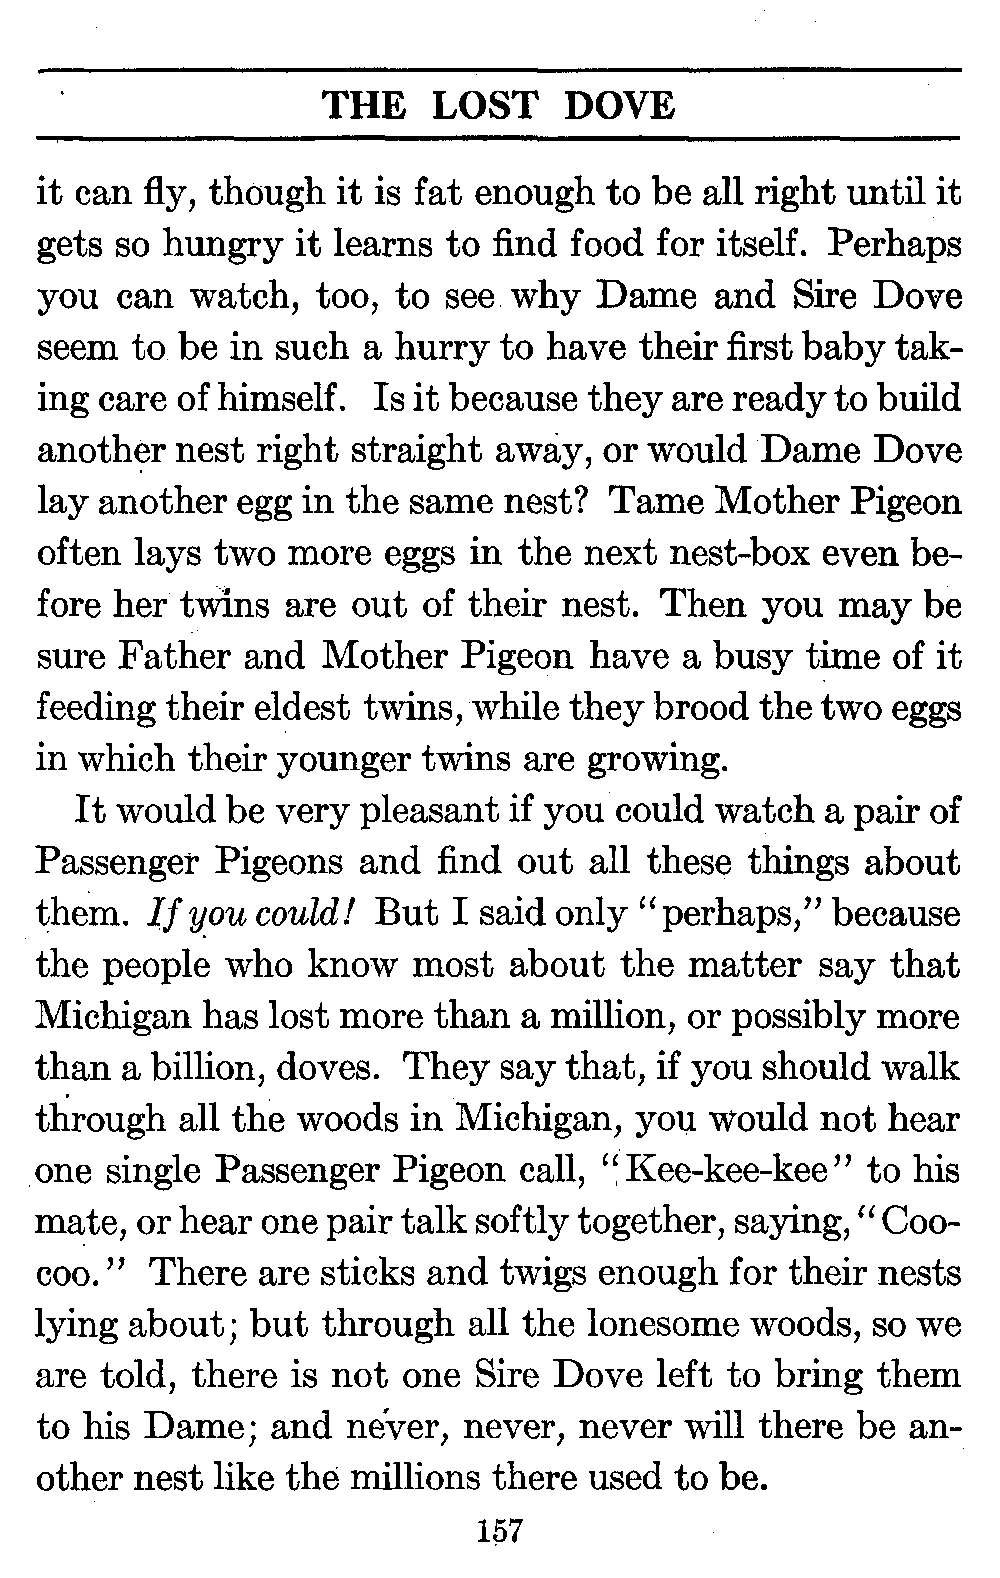 THE LOST DOVE
it can fly, though it is fat enough to be all right until it
gets so hungry it learns to find food for itself. Perhaps
you can watch, too, to see why Dame and Sire Dove
seem to be in such a hurry to have their first baby tak-
ing care of himself. Is it because they are ready to build
another nest right straight away, or would Dame Dove
lay another egg in the same nest? Tame Mother Pigeon
often lays two more eggs in the next nest-box even be-
fore her twins are out of their nest. Then you may be
sure Father and Mother Pigeon have a busy time of it
feeding their eldest twins, while they brood the two eggs
in which their younger twins are growing.
It would be very pleasant if you could watch a pair of
Passenger Pigeons and find out all these things about
them. If you could! But I said only "perhaps," because
the people who know most about the matter say that
Michigan has lost more than a million, or possibly more
than a billion, doves. They say that, if you should walk
through all the woods in Michigan, you would not hear
one single Passenger Pigeon call, "Kee-kee-kee" to his
mate, or hear one pair talk softly together, saying, "Coo-
coo." There are sticks and twigs enough for their nests
lying about; but through all the lonesome woods, so we
are told, there is not one Sire Dove left to bring them
to his Dame; and never, never, never will there be an-
other nest like the millions there used to be.
157